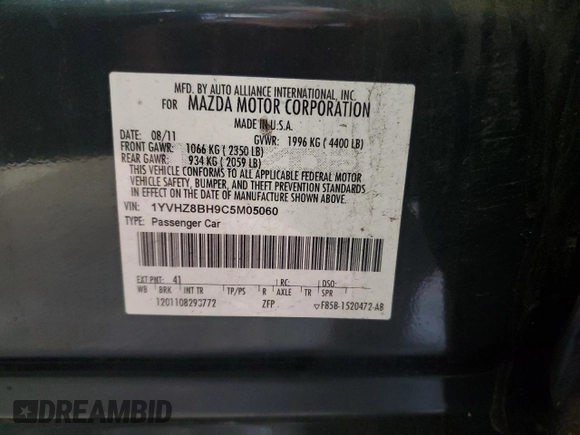 MFD. BY AUTO ALLIANCE INTERNATIONAL, INC.
FOR MAZDA MOTOR CORPORATION
MADE IN U.S.A.
DATE: 08/11 GVWR: 1996 KG ( 4400 LB)
FRONT GAWR: 1066 KG ( 2350 LB)
REAR GAWR: 934 KG ( 2059 LB)
THIS VEHICLE CONFORMS TO ALL APPLICABLE FEDERAL MOTOR
VEHICLE SAFETY, BUMPER, AND THEFT PREVENTION STANDARDS
IN EFFECT ON THE DATE OF MANUFACTURE SHOWN ABOVE.
VIN: 1YVHZ8BH9C5M05060
TYPE: Passenger Car
EXT PNT: 41 RC: DSO:
WB BRK INT TR TP/PS R AXLE TR SPR
1201108290772 ZFP F85B-1520472-AB
DREAMBID